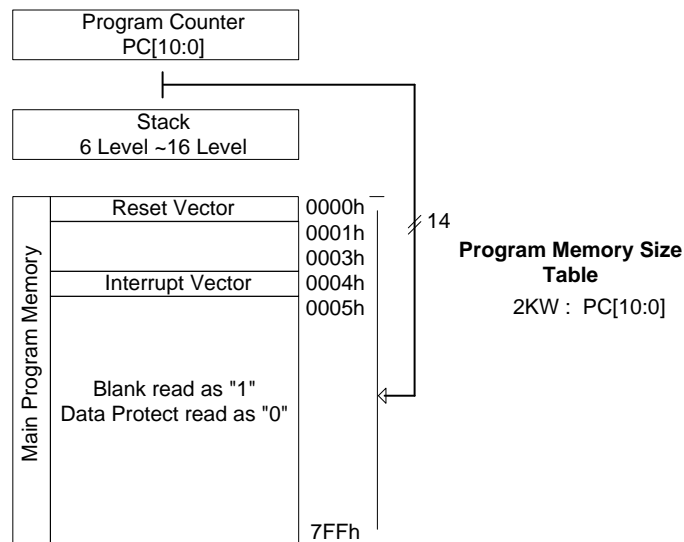 Program Counter
PC[10:0]
Stack
6 Level ~16 Level
Main Program Memory
Reset Vector
0000h
0001h
0003h
Interrupt Vector
0004h
0005h
Blank read as "1"
Data Protect read as "0"
7FFh
14
Program Memory Size
Table
2KW : PC[10:0]